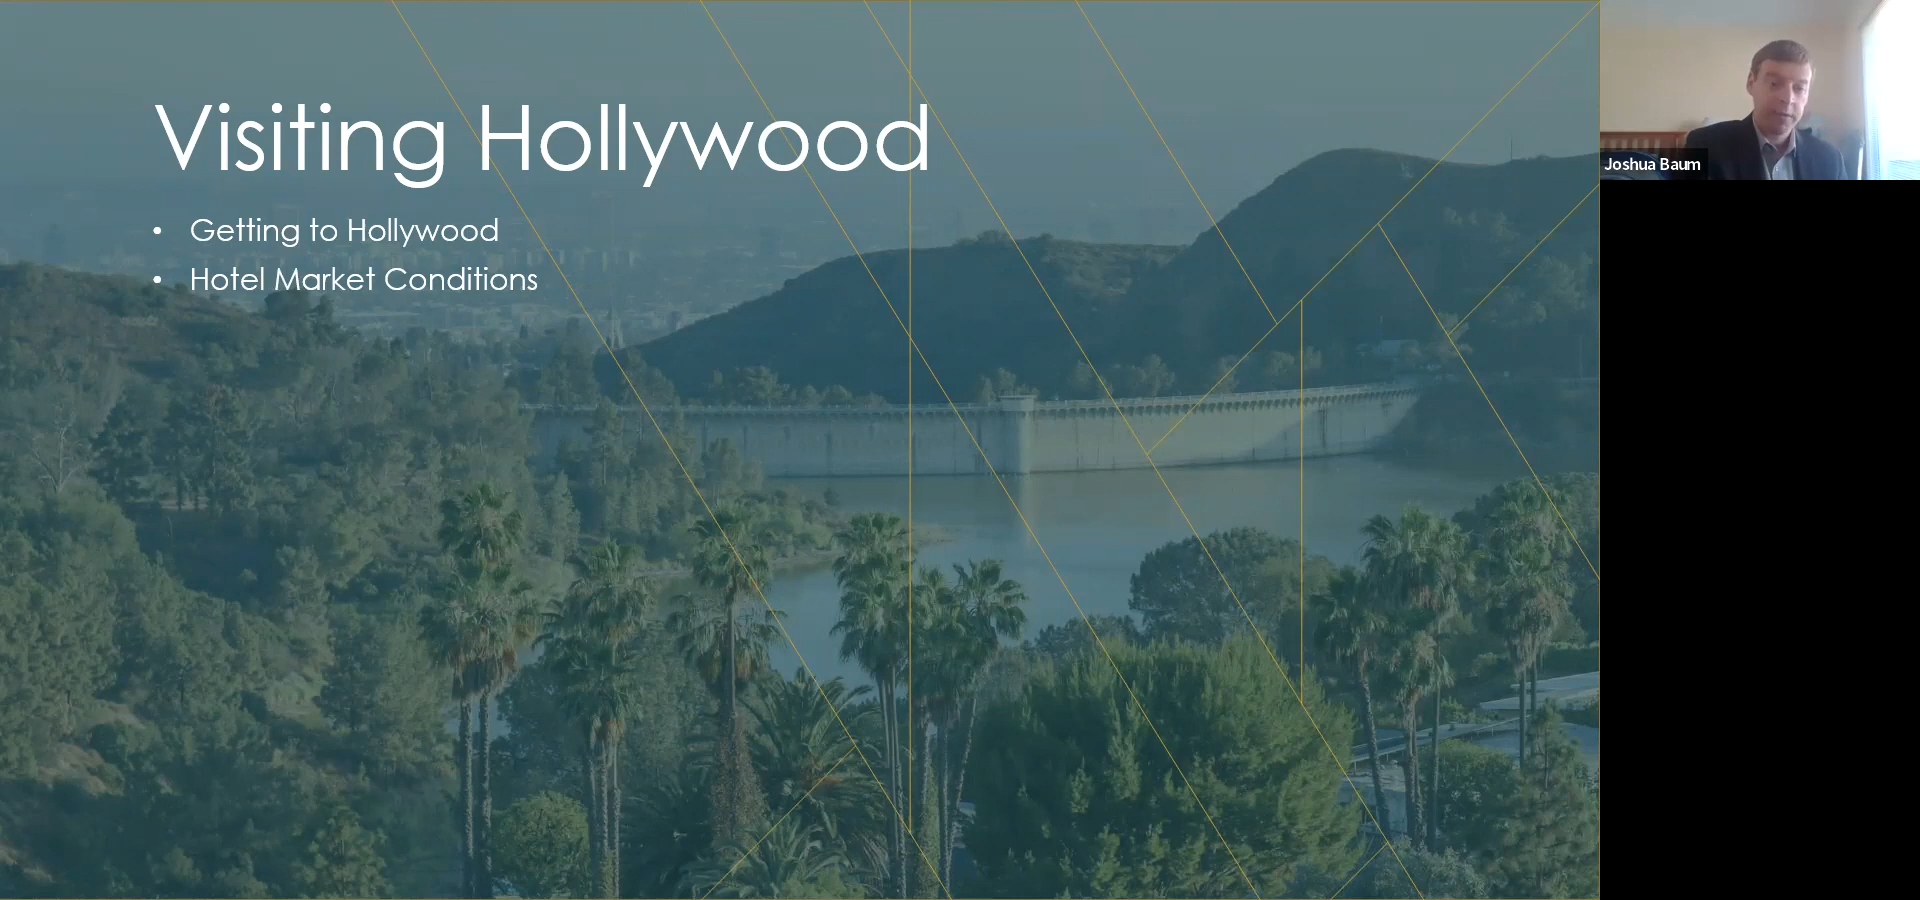 Visiting Hollywood
• Getting to Hollywood
• Hotel Market Conditions
Joshua Baum